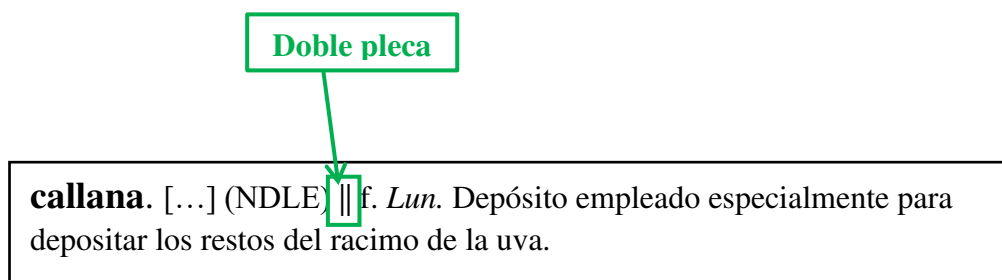 Doble pleca
callana. […] (NDLE) || f. Lun. Depósito empleado especialmente para
depositar los restos del racimo de la uva.